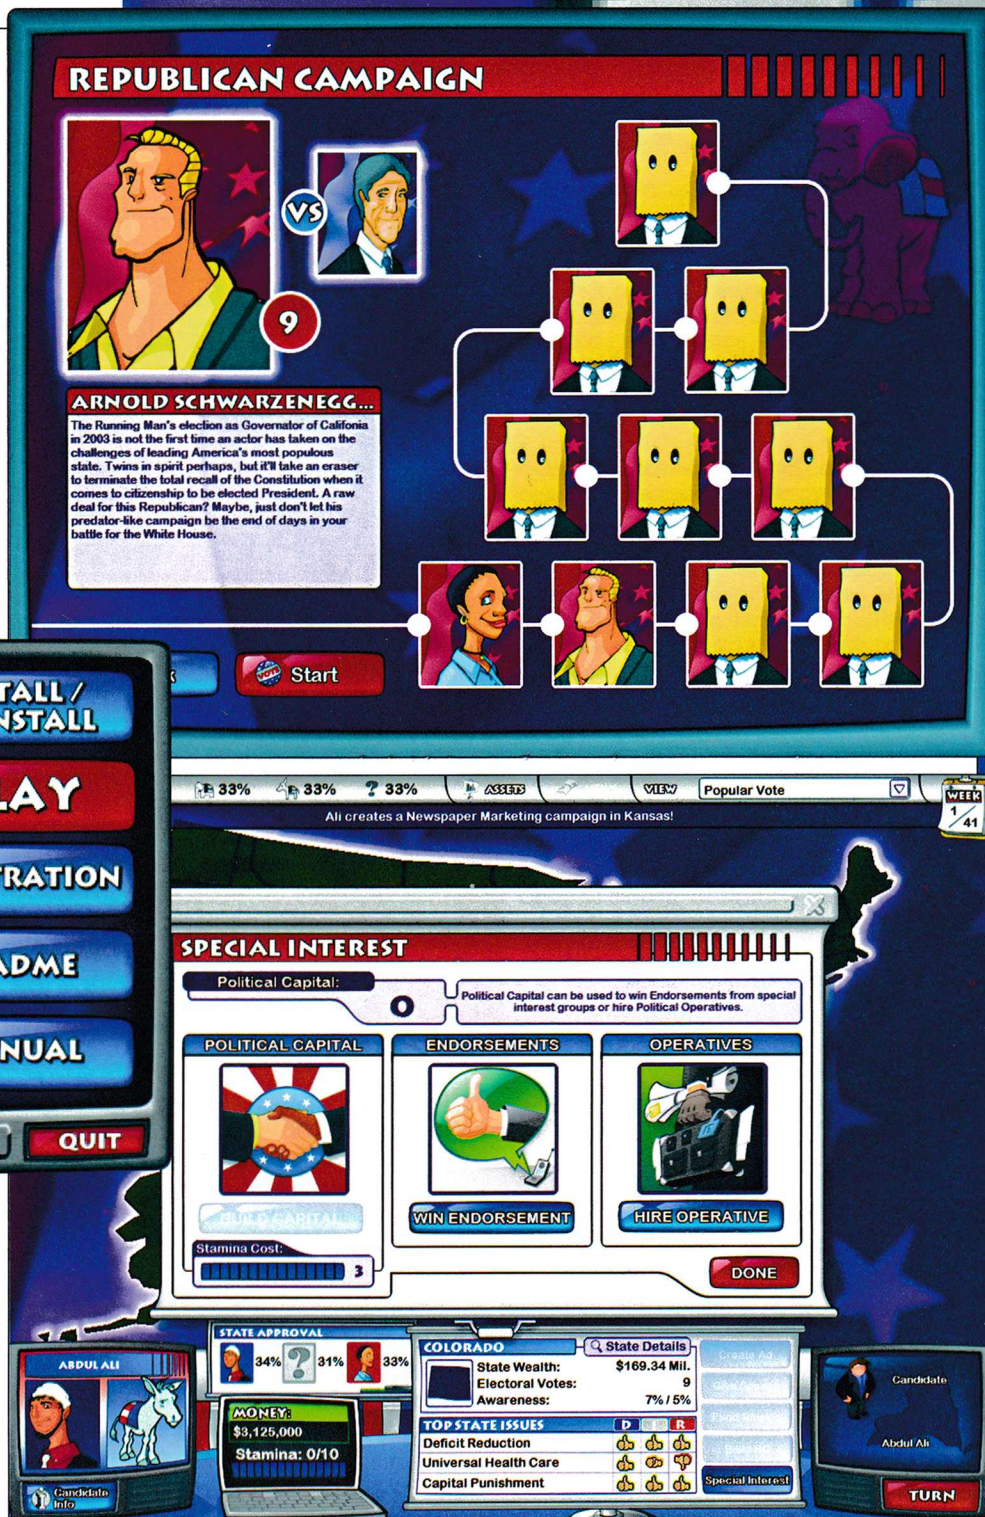 REPUBLICAN CAMPAIGN
VS
9
ARNOLD SCHWARZENEGG...
The Running Man's election as Governator of Califonia
in 2003 is not the first time an actor has taken on the
challenges of leading America's most populous
state. Twins in spirit perhaps, but it'll take an eraser
to terminate the total recall of the Constitution when it
comes to citizenship to be elected President. A raw
deal for this Republican? Maybe, just don't let his
predator-like campaign be the end of days in your
battle for the White House.
k
VOTE
Start
TALL /
NSTALL
LAY
TRATION
ADME
NUAL
QUIT
33%
33%
? 33%
ASSETS
VIEW
Popular Vote
WEEK
1/41
Ali creates a Newspaper Marketing campaign in Kansas!
SPECIAL INTEREST
Political Capital:
0
Political Capital can be used to win Endorsements from special
interest groups or hire Political Operatives.
POLITICAL CAPITAL
ENDORSEMENTS
OPERATIVES
BUILD CAPITAL
WIN ENDORSEMENT
HIRE OPERATIVE
Stamina Cost:
3
DONE
ABDUL ALI
Candidate
Info
STATE APPROVAL
34%
? 31%
33%
MONEY:
$3,125,000
Stamina: 0/10
COLORADO
State Details
State Wealth: $169.34 Mil.
Electoral Votes: 9
Awareness: 7% / 5%
TOP STATE ISSUES D I R
Deficit Reduction
Universal Health Care
Capital Punishment
Create Ad
Special Interest
Candidate
Abdul Ali
TURN